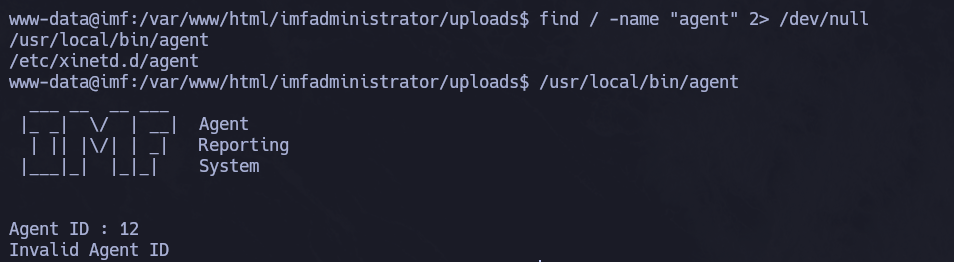 www-data@imf:/var/www/html/imfadministrator/uploads$ find / -name "agent" 2> /dev/null
/usr/local/bin/agent
/etc/xinetd.d/agent
www-data@imf:/var/www/html/imfadministrator/uploads$ /usr/local/bin/agent
  ___ __  __ ___
 |_ _|  \/  | __|  Agent
  | || |\/| | _|   Reporting
 |___|_|  |_|_|    System


Agent ID : 12
Invalid Agent ID